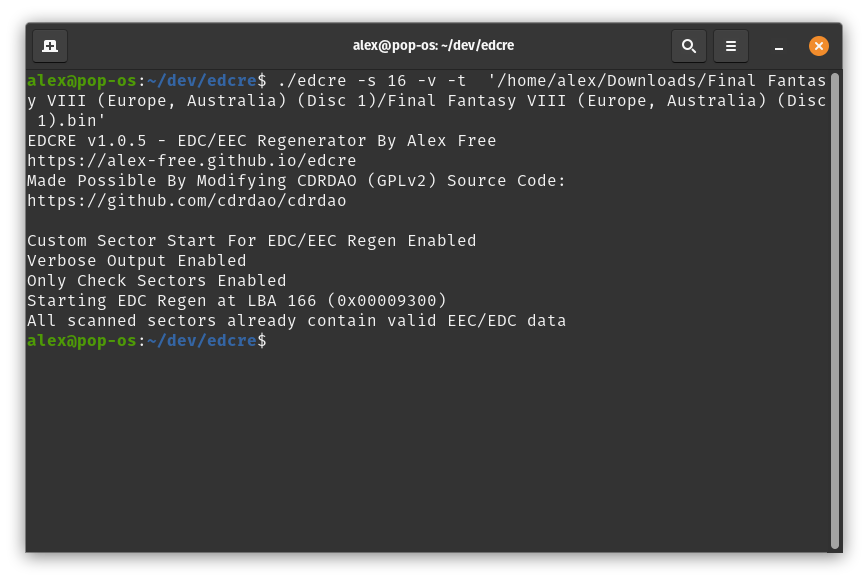 alex@pop-os: ~/dev/edcre
alex@pop-os:~/dev/edcre$ ./edcre -s 16 -v -t  '/home/alex/Downloads/Final Fantas
y VIII (Europe, Australia) (Disc 1)/Final Fantasy VIII (Europe, Australia) (Disc
 1).bin'
EDCRE v1.0.5 - EDC/EEC Regenerator By Alex Free
https://alex-free.github.io/edcre
Made Possible By Modifying CDRDAO (GPLv2) Source Code:
https://github.com/cdrdao/cdrdao

Custom Sector Start For EDC/EEC Regen Enabled
Verbose Output Enabled
Only Check Sectors Enabled
Starting EDC Regen at LBA 166 (0x00009300)
All scanned sectors already contain valid EEC/EDC data
alex@pop-os:~/dev/edcre$